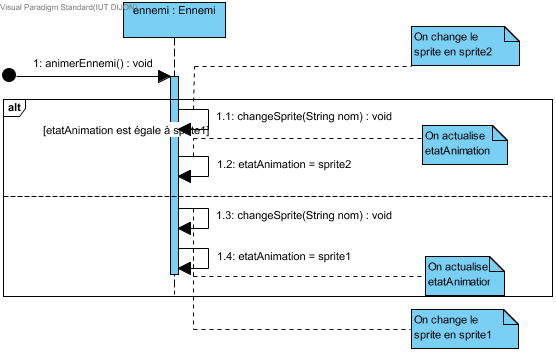 Visual Paradigm Standard(IUT DIJON)
ennemi : Ennemi
On change le
sprite en sprite2
1: animerEnnemi() : void
alt
1.1: changeSprite(String nom) : void
[etatAnimation est égale à sprite1]
On actualise
etatAnimation
1.2: etatAnimation = sprite2
1.3: changeSprite(String nom) : void
1.4: etatAnimation = sprite1
On actualise
etatAnimation
On change le
sprite en sprite1